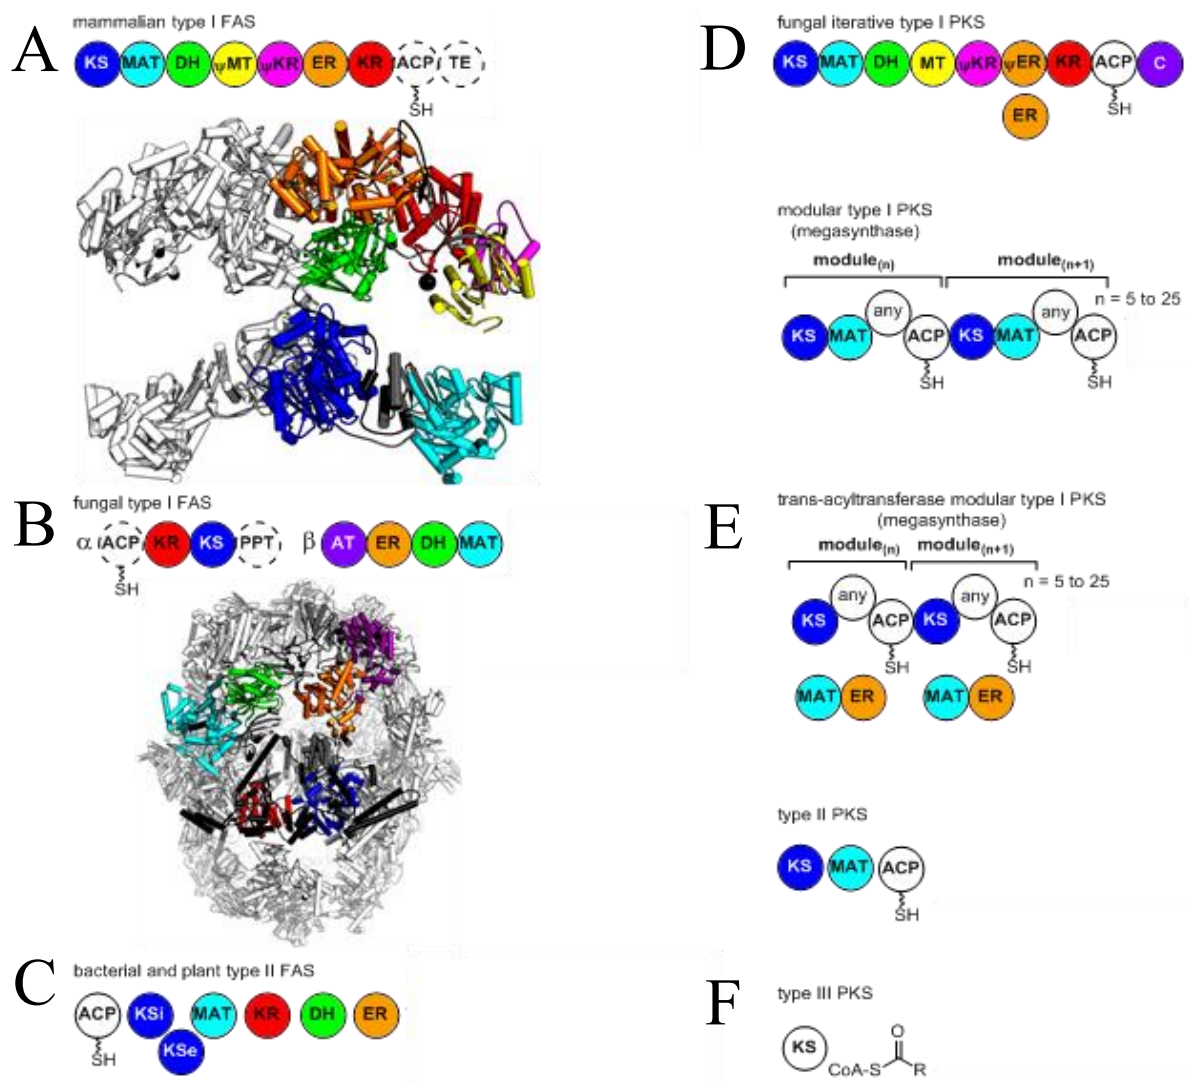 A
mammalian type I FAS
KS MAT DH ψMT ψKR ER KR ACP TE
SH
B
fungal type I FAS
α ACP KR KS PPT β AT ER DH MAT
SH
C
bacterial and plant type II FAS
ACP KSi MAT KR DH ER
KSe
SH
D
fungal iterative type I PKS
KS MAT DH MT ψKR ψER KR ACP C
SH
ER
modular type I PKS
(megasynthase)
module(n) module(n+1)
n = 5 to 25
any any
KS MAT ACP KS MAT ACP
SH SH
E
trans-acyltransferase modular type I PKS
(megasynthase)
module(n) module(n+1)
n = 5 to 25
any any
KS ACP KS ACP
SH SH
MAT ER MAT ER
type II PKS
KS MAT ACP
SH
F
type III PKS
KS
O
CoA-S R